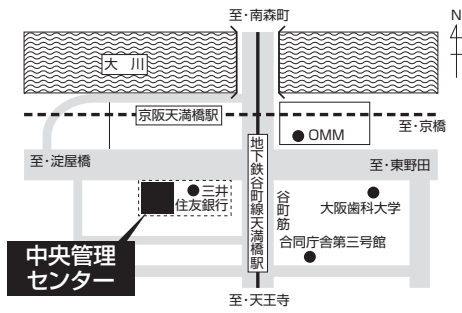 至・南森町
N
4
大川
京阪天満橋駅
OMM
至・京橋
至・淀屋橋
至・東野田
地下鉄谷町線天満橋駅
谷町筋
三井
住友銀行
大阪歯科大学
合同庁舎第三号館
中央管理
センター
至・天王寺